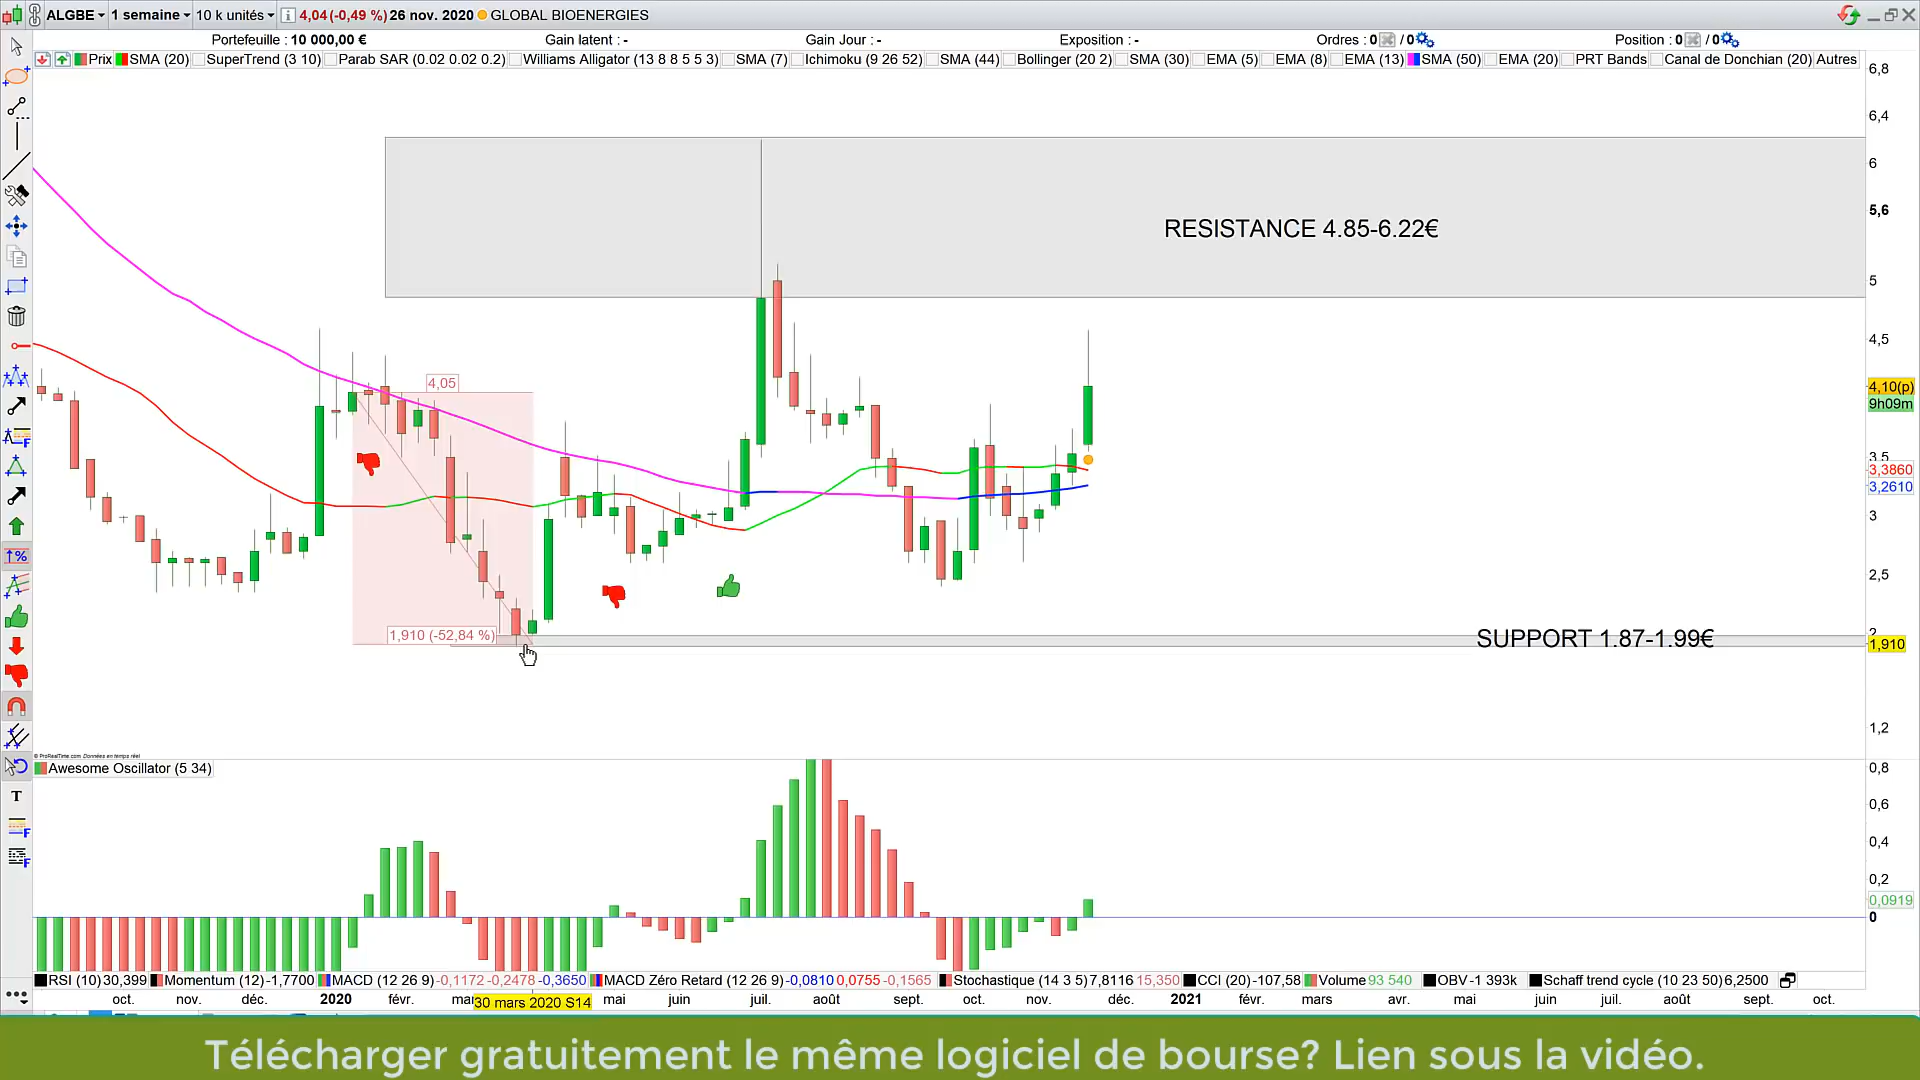 ALGBE 1 semaine 10 k unités 4,04(-0,49 %) 26 nov. 2020 GLOBAL BIOENERGIES
Portefeuille : 10 000,00 € Gain latent : - Gain Jour : - Exposition : - Ordres : 0 / 0 Position : 0 / 0
Prix SMA (20) SuperTrend (3 10) Parab SAR (0.02 0.02 0.2) Williams Alligator (13 8 8 5 5 3) SMA (7) Ichimoku (9 26 52) SMA (44) Bollinger (20 2) SMA (30) EMA (5) EMA (8) EMA (13) SMA (50) EMA (20) PRT Bands Canal de Donchian (20) Autres
6,8
6,4
6
5,6
RESISTANCE 4.85-6.22€
5
4,5
4,05
4,10(p)
9h09m
3,5
3,3860
3,2610
3
2,5
2
1,910 (-52,84 %)
SUPPORT 1.87-1.99€
1,910
1,2
© ProRealTime.com Données en temps réel
Awesome Oscillator (5 34)
0,8
0,6
0,4
0,2
0,0919
0
RSI (10) 30,399 Momentum (12) -1,7700 MACD (12 26 9) -0,1172 -0,2478 -0,3650 MACD Zéro Retard (12 26 9) -0,0810 0,0755 -0,1565 Stochastique (14 3 5) 7,8116 15,350 CCI (20) -107,58 Volume 93 540 OBV -1 393k Schaff trend cycle (10 23 50) 6,2500
oct. nov. déc. 2020 févr. mar 30 mars 2020 S14 mai juin juil. août sept. oct. nov. déc. 2021 févr. mars avr. mai juin juil. août sept. oct.
Télécharger gratuitement le même logiciel de bourse? Lien sous la vidéo.